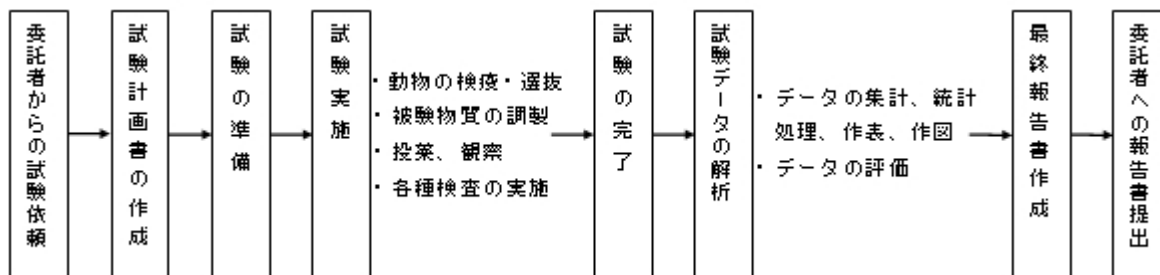 委託者からの試験依頼
試験計画書の作成
試験の準備
試験実施
・動物の検疫・選抜
・被験物質の調製
・投薬、観察
・各種検査の実施
試験の完了
試験データの解析
・データの集計、統計
処理、作表、作図
・データの評価
最終報告書作成
委託者への報告書提出